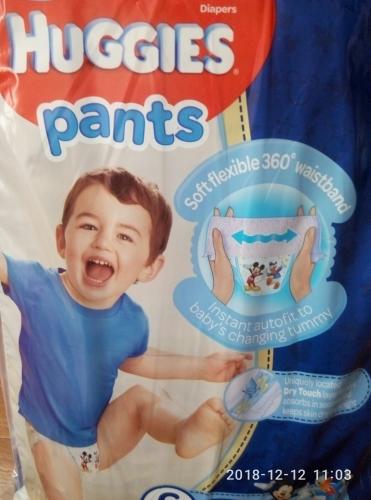 Diapers
HUGGIES®
pants
Soft flexible 360° waistband
Instant autofit to
baby's changing tummy
Uniquely
Dry Touch
absorbs in
keeps skin
S
2018-12-12 11:03